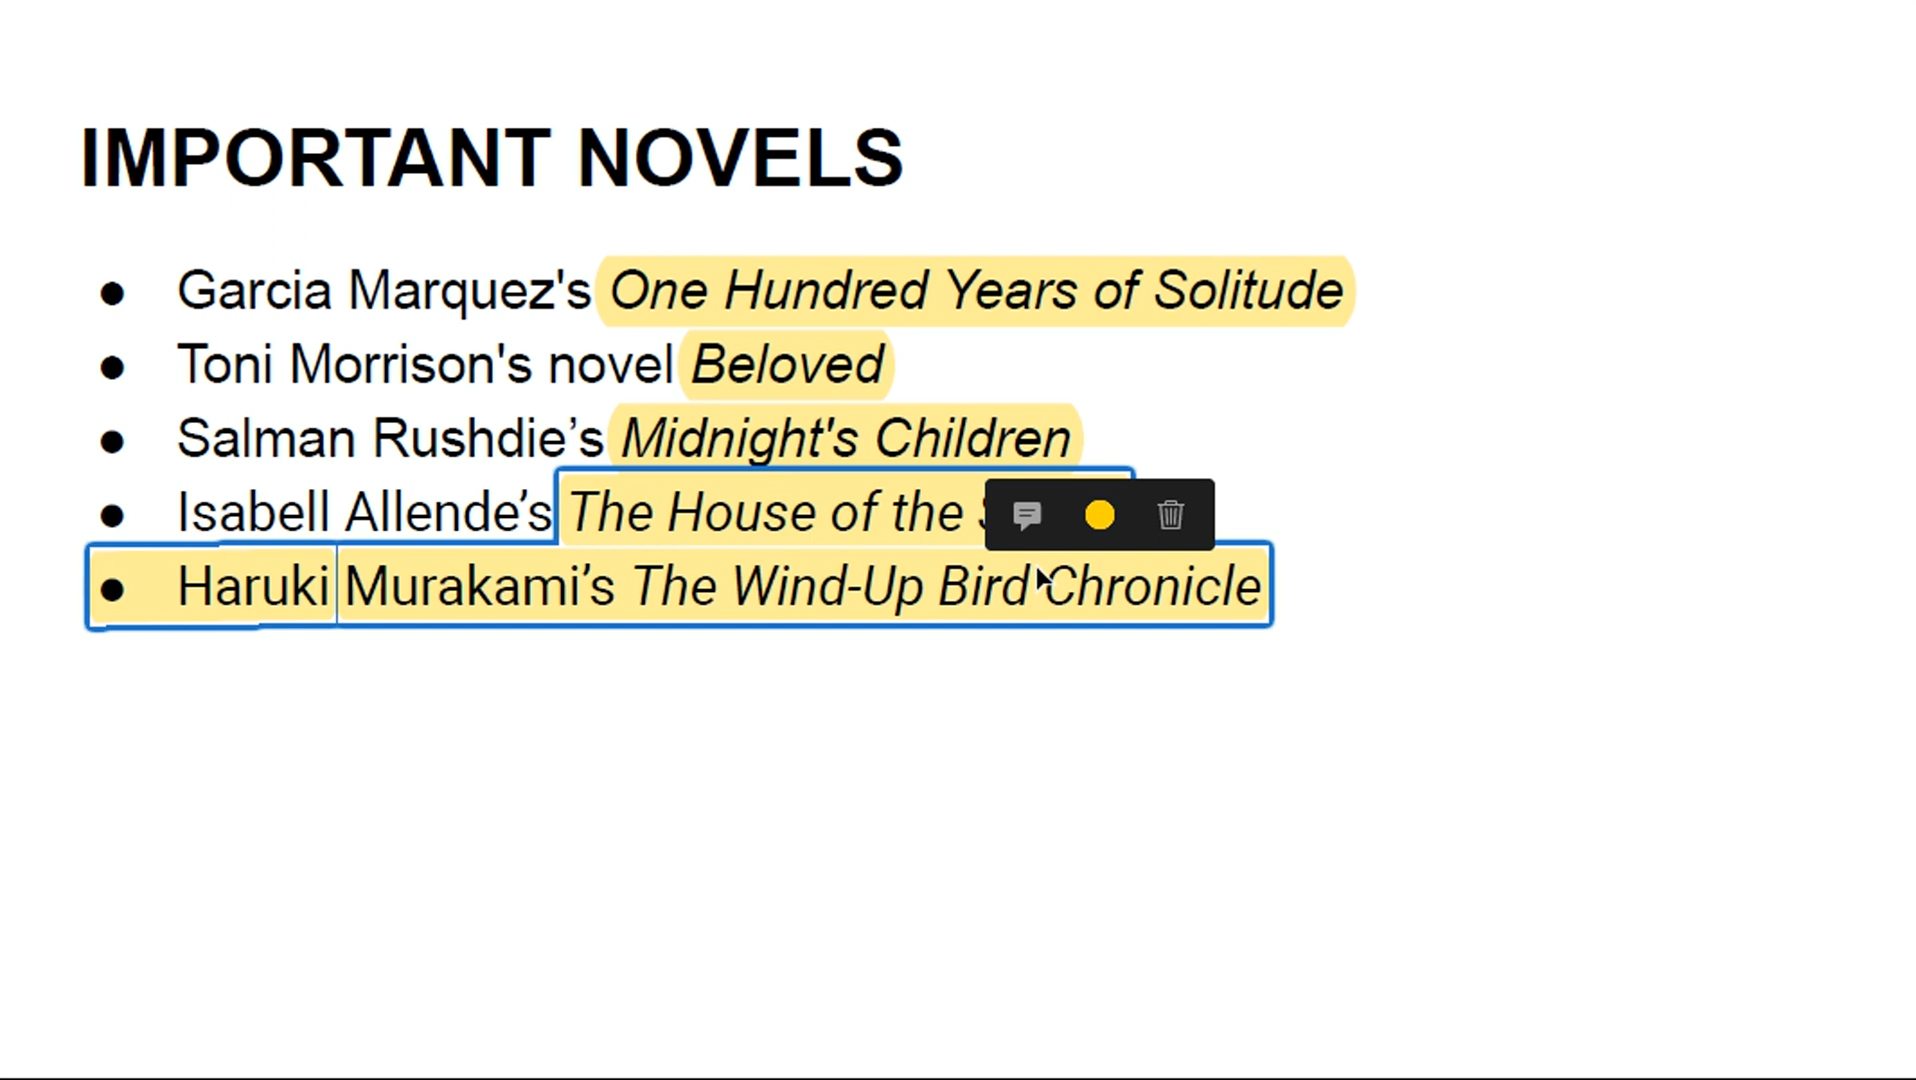 IMPORTANT NOVELS
● Garcia Marquez's One Hundred Years of Solitude
● Toni Morrison's novel Beloved
● Salman Rushdie’s Midnight's Children
● Isabell Allende’s The House of the
● Haruki Murakami’s The Wind-Up Bird Chronicle